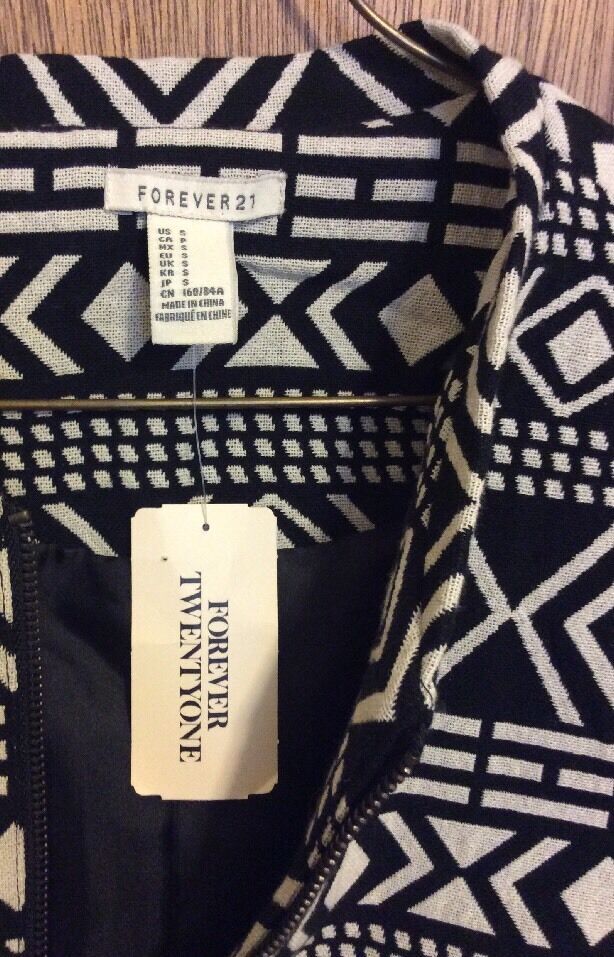 FOREVER 21
US S
CA P
MX S
EU S
UK S
KR S
JP S
CN 160/84A
MADE IN CHINA
FABRIQUÉ EN CHINE
FOREVER
TWENTYONE